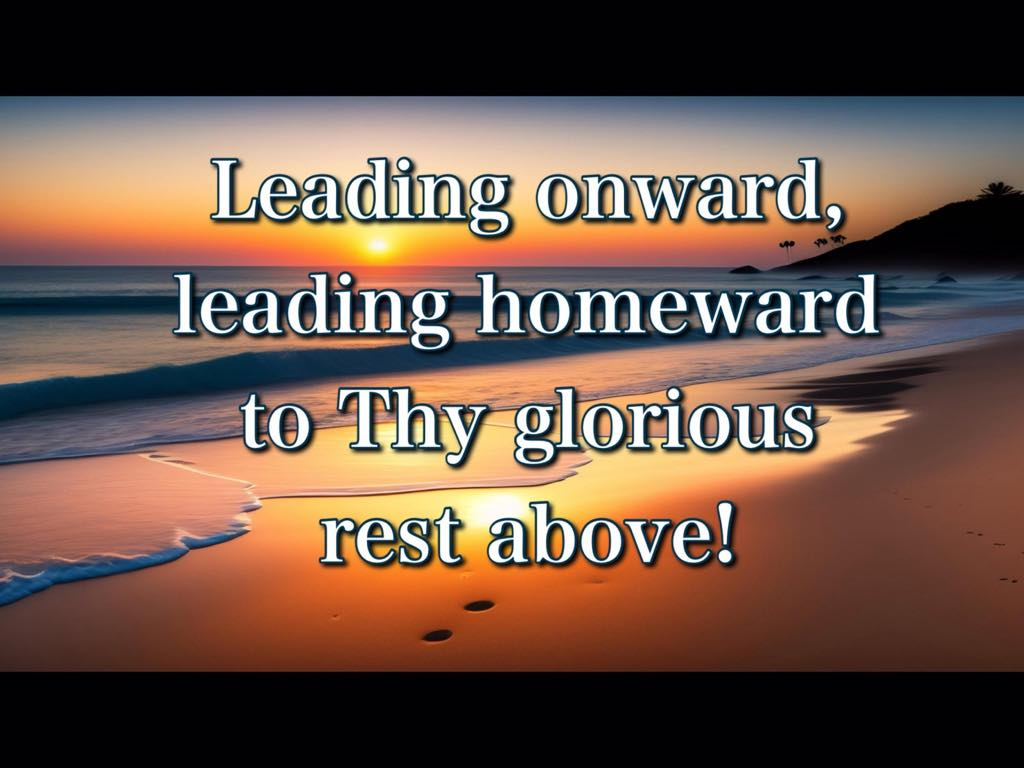 Leading onward,
leading homeward
to Thy glorious
rest above!